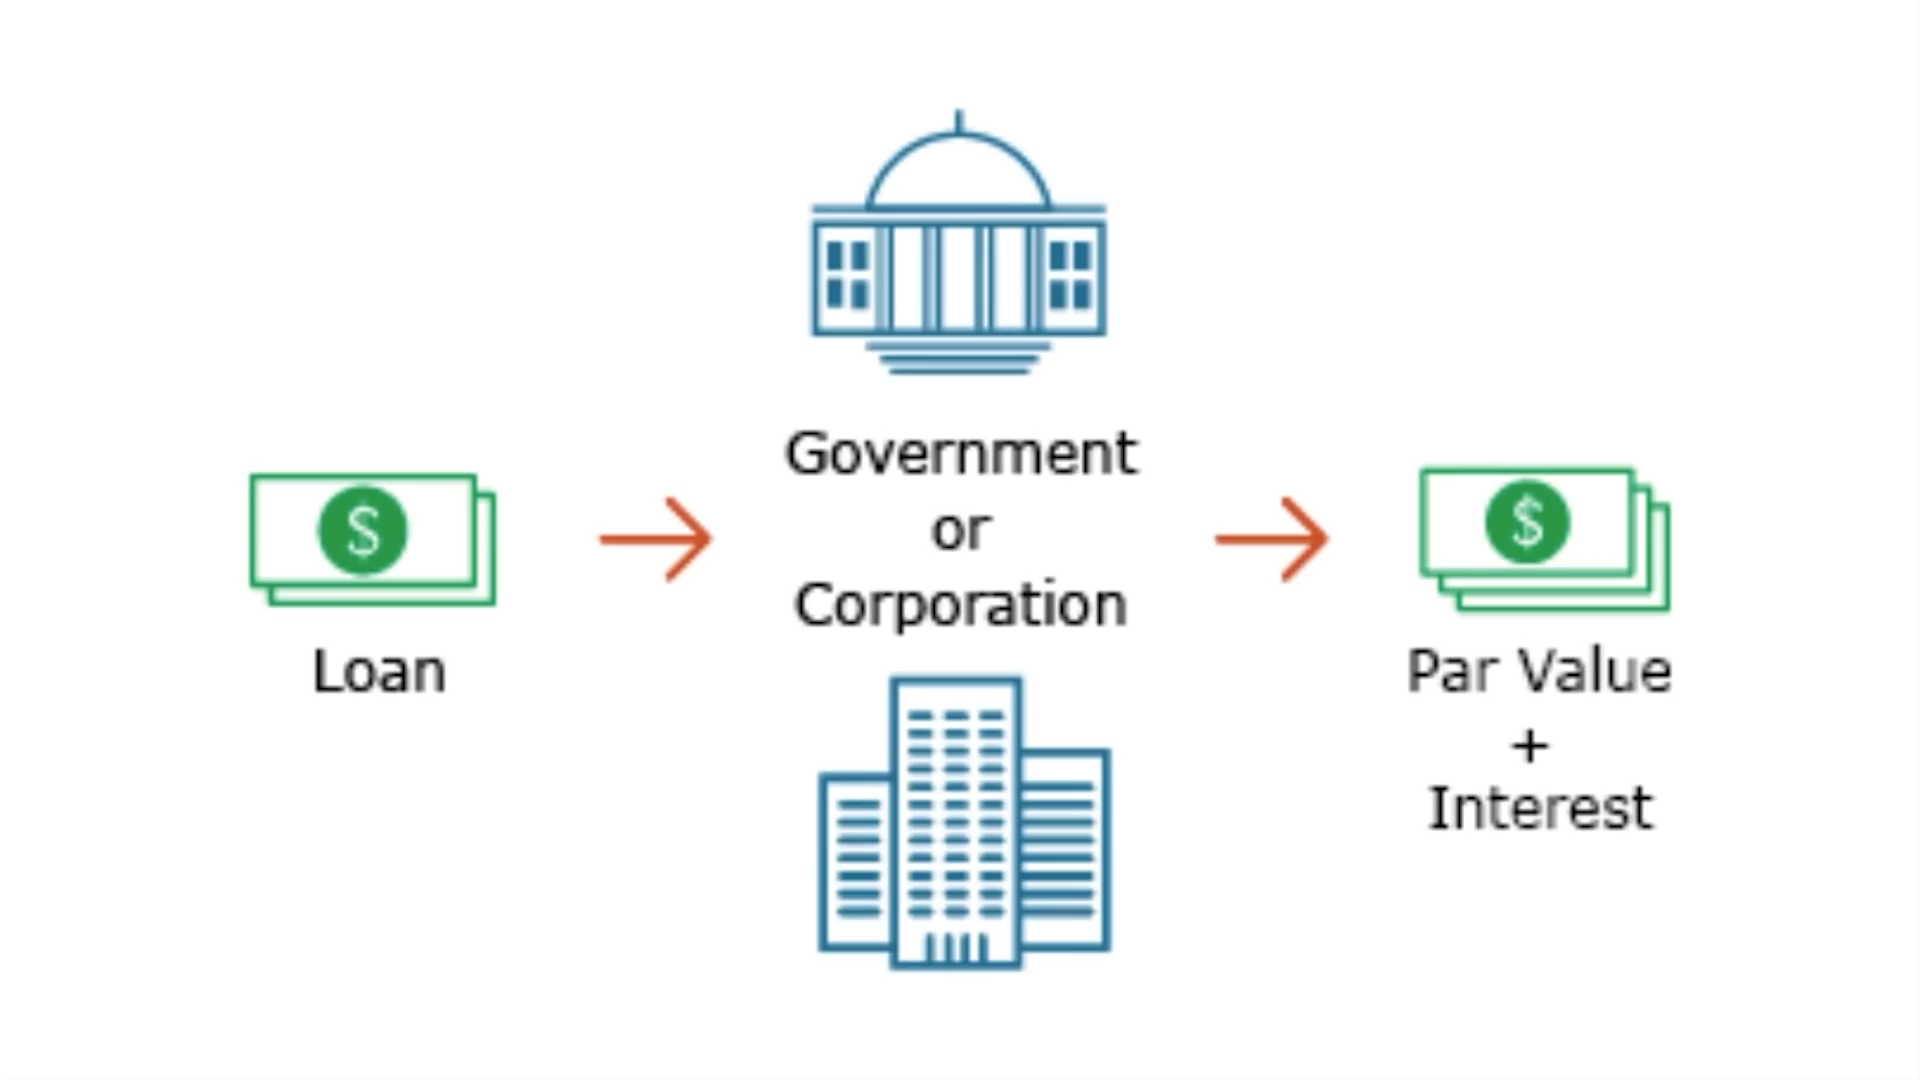 $
Loan
Government
or
Corporation
$
Par Value
+
Interest